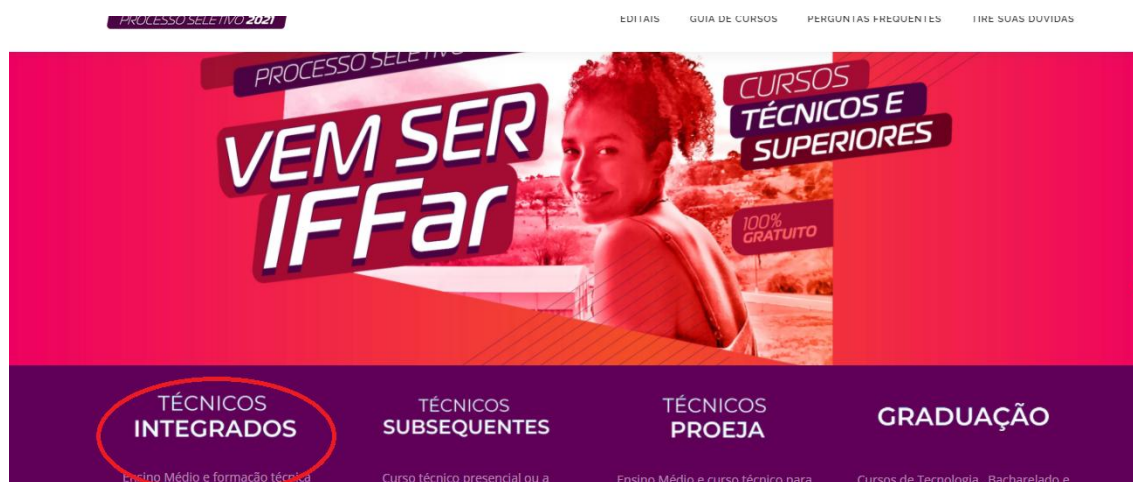 PROCESSO SELETIVO 2021
EDITAIS GUIA DE CURSOS PERGUNTAS FREQUENTES TIRE SUAS DÚVIDAS
PROCESSO SELETIVO
VEM SER
IFFar
CURSOS
TÉCNICOS E
SUPERIORES
100%
GRATUITO
TÉCNICOS
INTEGRADOS
TÉCNICOS
SUBSEQUENTES
TÉCNICOS
PROEJA
GRADUAÇÃO
Ensino Médio e formação técnica
Curso técnico presencial ou a
Ensino Médio e curso técnico para
Cursos de Tecnologia, Bacharelado e